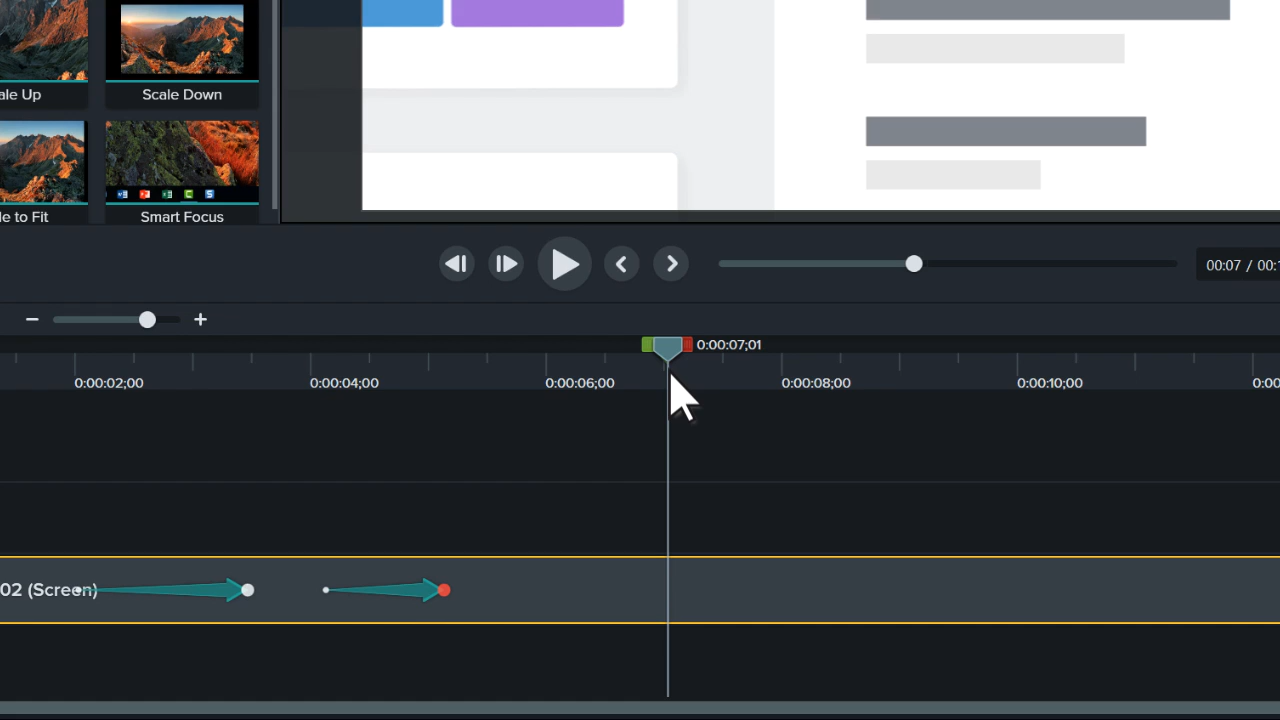 ale Up
Scale Down
le to Fit
Smart Focus
00:07 / 00:1
0:00:07;01
0:00:02;00
0:00:04;00
0:00:06;00
0:00:08;00
0:00:10;00
0:00
02 (Screen)